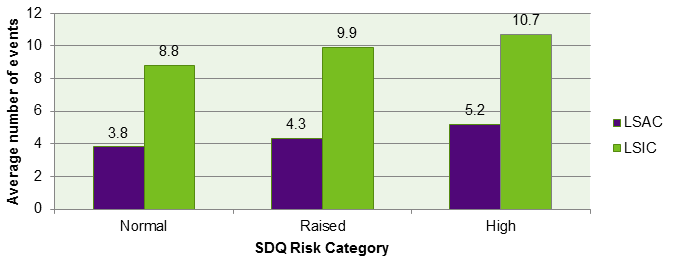 Average number of events
12
10
8
6
4
2
0
3.8
8.8
4.3
9.9
5.2
10.7
Normal
Raised
High
SDQ Risk Category
LSAC
LSIC